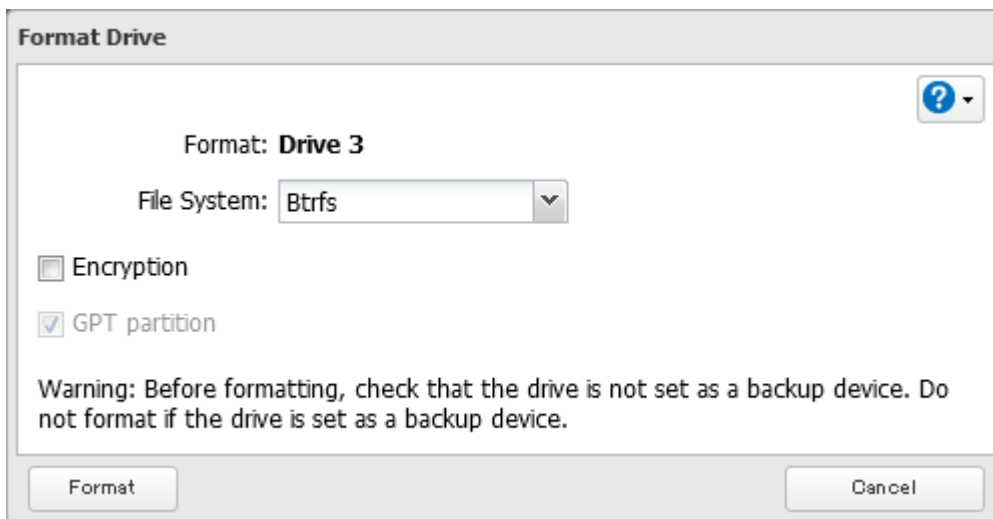 Format Drive
?
Format: Drive 3
File System: Btrfs
Encryption
GPT partition
Warning: Before formatting, check that the drive is not set as a backup device. Do
not format if the drive is set as a backup device.
Format Cancel